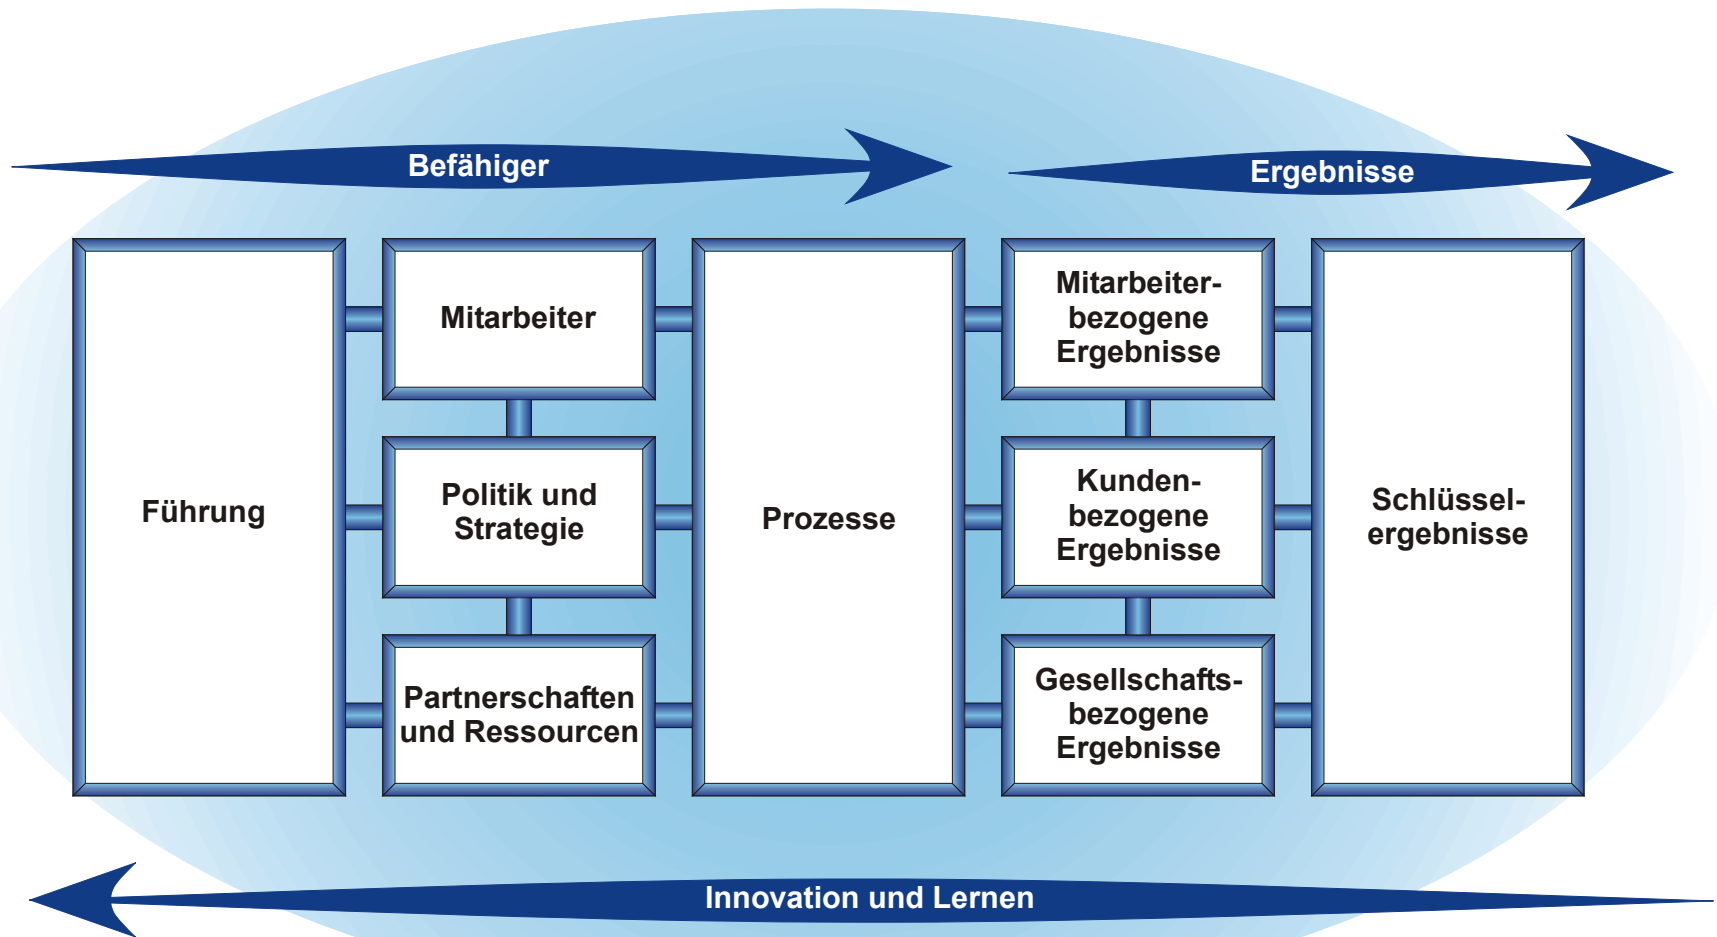 Befähiger
Ergebnisse
Führung
Mitarbeiter
Politik und
Strategie
Partnerschaften
und Ressourcen
Prozesse
Mitarbeiter-
bezogene
Ergebnisse
Kunden-
bezogene
Ergebnisse
Gesellschafts-
bezogene
Ergebnisse
Schlüssel-
ergebnisse
Innovation und Lernen